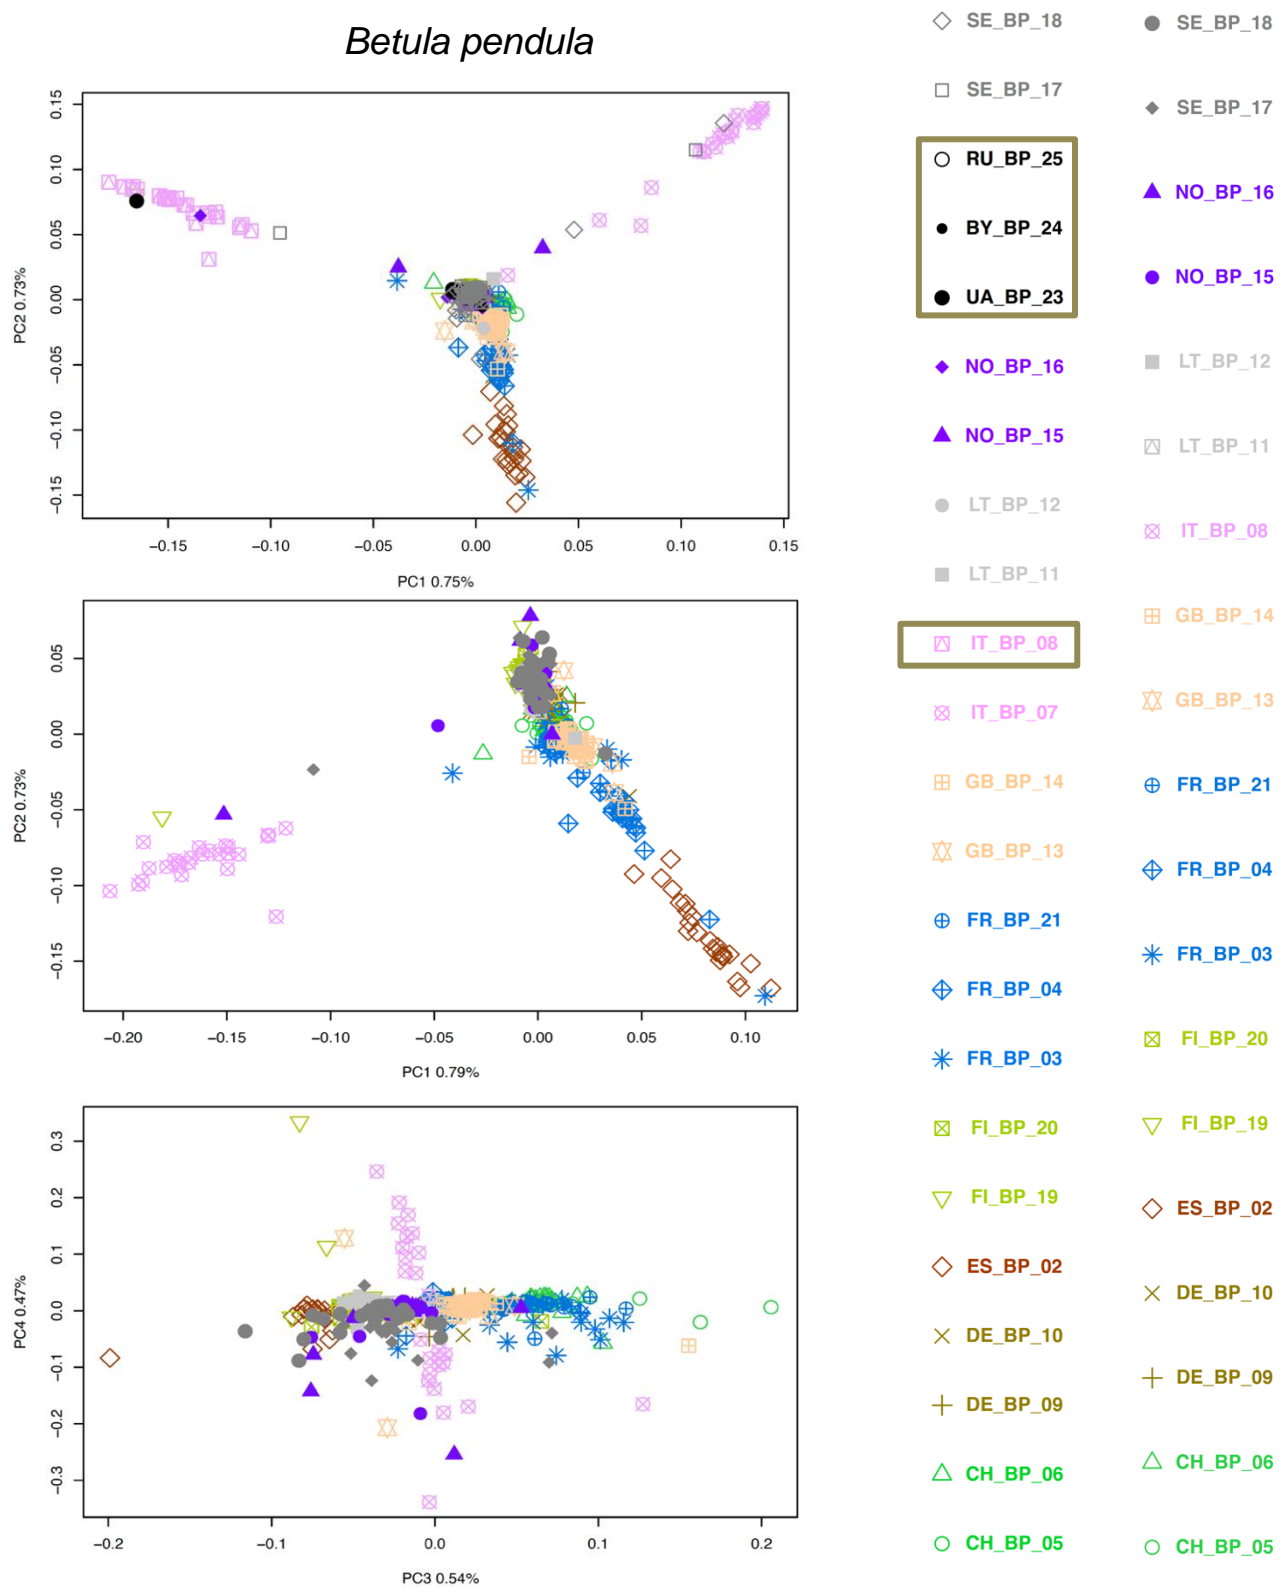 Betula pendula
PC2 0.73%
0.15
0.10
0.05
0.00
−0.05
−0.10
−0.15
−0.15
−0.10
−0.05
0.00
0.05
0.10
0.15
PC1 0.75%
PC2 0.73%
0.05
0.00
−0.05
−0.10
−0.15
−0.20
−0.15
−0.10
−0.05
0.00
0.05
0.10
PC1 0.79%
PC4 0.47%
0.3
0.2
0.1
0.0
−0.1
−0.2
−0.3
−0.2
−0.1
0.0
0.1
0.2
PC3 0.54%
SE_BP_18
SE_BP_17
RU_BP_25
BY_BP_24
UA_BP_23
NO_BP_16
NO_BP_15
LT_BP_12
LT_BP_11
IT_BP_08
IT_BP_07
GB_BP_14
GB_BP_13
FR_BP_21
FR_BP_04
FR_BP_03
FI_BP_20
FI_BP_19
ES_BP_02
DE_BP_10
DE_BP_09
CH_BP_06
CH_BP_05
SE_BP_18
SE_BP_17
NO_BP_16
NO_BP_15
LT_BP_12
LT_BP_11
IT_BP_08
GB_BP_14
GB_BP_13
FR_BP_21
FR_BP_04
FR_BP_03
FI_BP_20
FI_BP_19
ES_BP_02
DE_BP_10
DE_BP_09
CH_BP_06
CH_BP_05